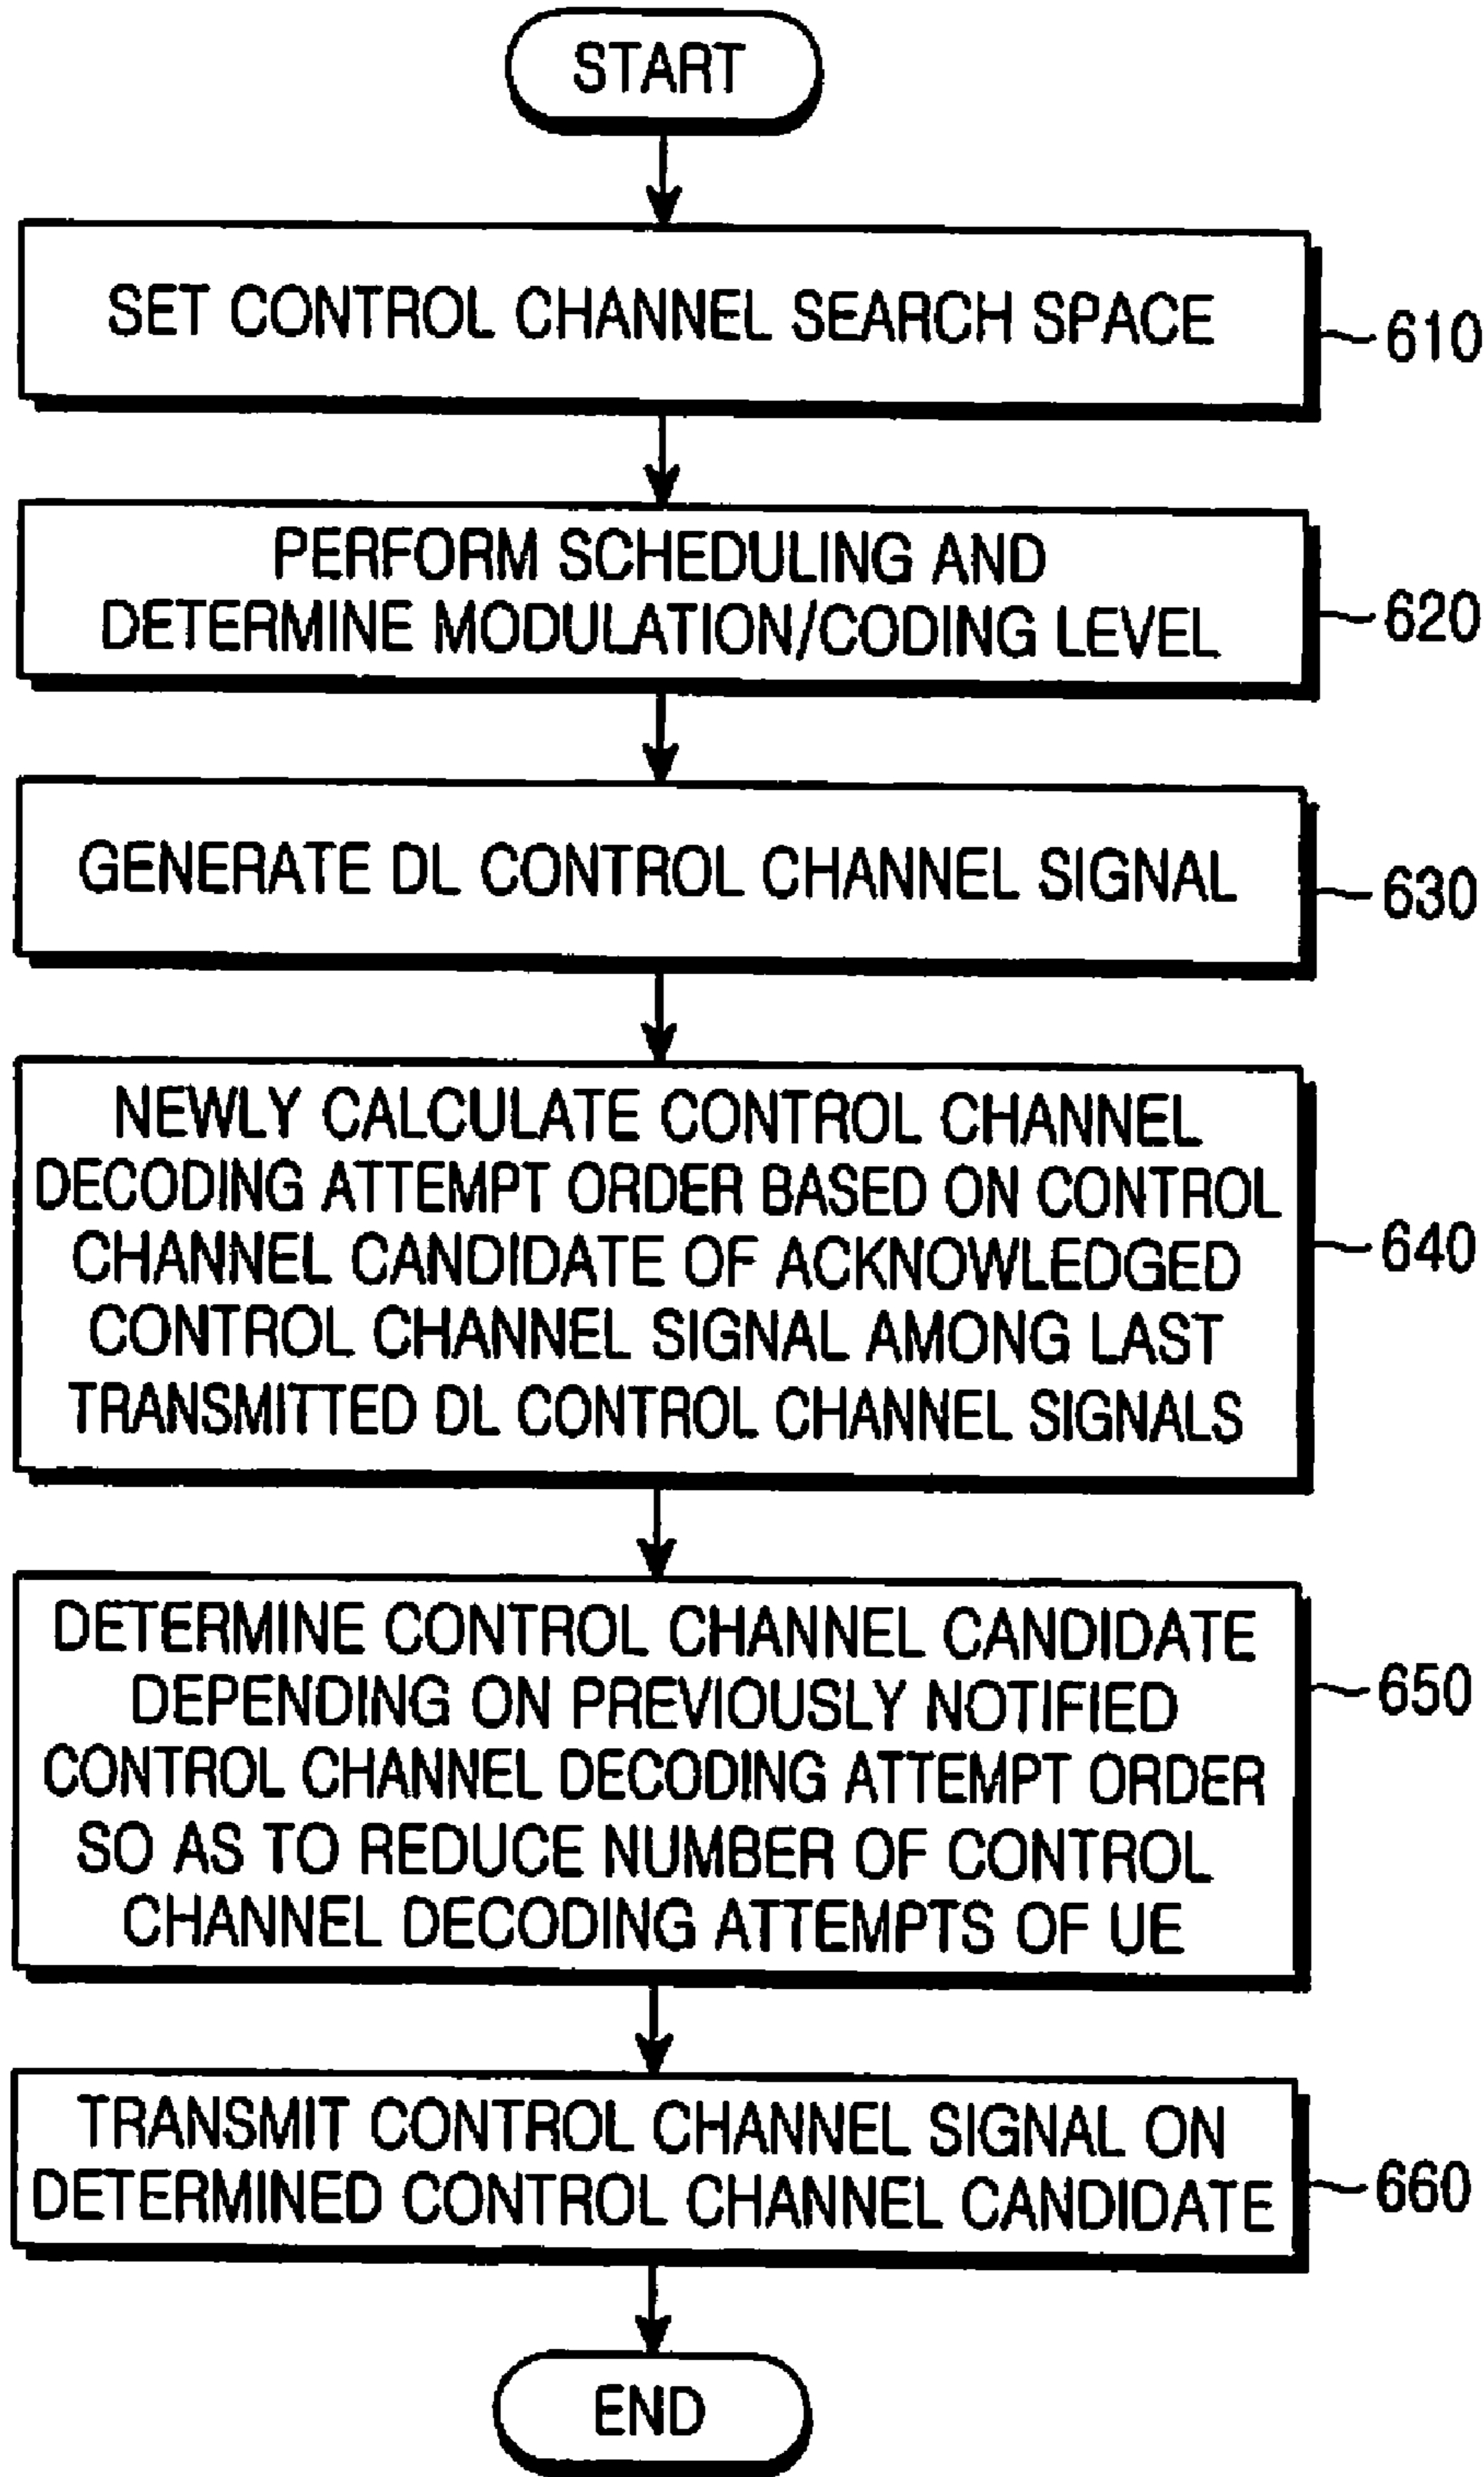 START
SET CONTROL CHANNEL SEARCH SPACE
610
PERFORM SCHEDULING AND
DETERMINE MODULATION/CODING LEVEL
620
GENERATE DL CONTROL CHANNEL SIGNAL
630
NEWLY CALCULATE CONTROL CHANNEL
DECODING ATTEMPT ORDER BASED ON CONTROL
CHANNEL CANDIDATE OF ACKNOWLEDGED
CONTROL CHANNEL SIGNAL AMONG LAST
TRANSMITTED DL CONTROL CHANNEL SIGNALS
640
DETERMINE CONTROL CHANNEL CANDIDATE
DEPENDING ON PREVIOUSLY NOTIFIED
CONTROL CHANNEL DECODING ATTEMPT ORDER
SO AS TO REDUCE NUMBER OF CONTROL
CHANNEL DECODING ATTEMPTS OF UE
650
TRANSMIT CONTROL CHANNEL SIGNAL ON
DETERMINED CONTROL CHANNEL CANDIDATE
660
END